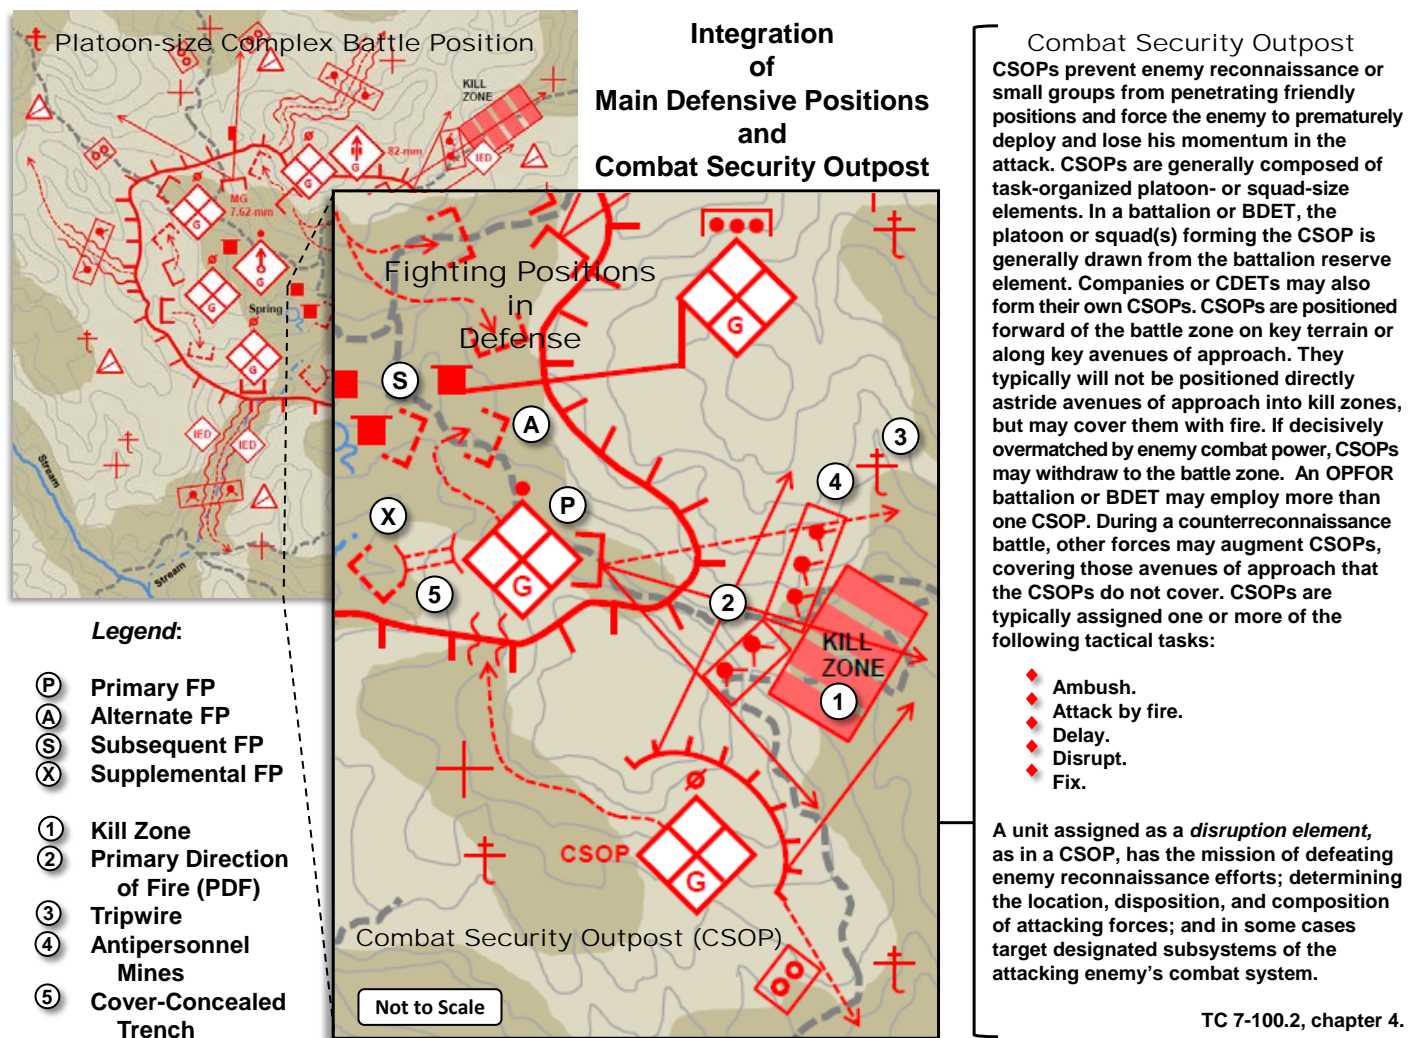 Platoon-size Complex Battle Position
KILL
ZONE
82-mm
IED
G
G
MG
7.62-mm
G
G
Spring
G
IED
IED
Stream
Stream
Integration
of
Main Defensive Positions
and
Combat Security Outpost
Legend:
P Primary FP
A Alternate FP
S Subsequent FP
X Supplemental FP
1 Kill Zone
2 Primary Direction
of Fire (PDF)
3 Tripwire
4 Antipersonnel
Mines
5 Cover-Concealed
Trench
Fighting Positions
in
Defense
G
S
A
3
4
P
X
G
5
2
KILL
ZONE
1
CSOP
G
Combat Security Outpost (CSOP)
Not to Scale
Combat Security Outpost
CSOPs prevent enemy reconnaissance or
small groups from penetrating friendly
positions and force the enemy to prematurely
deploy and lose his momentum in the
attack. CSOPs are generally composed of
task-organized platoon- or squad-size
elements. In a battalion or BDET, the
platoon or squad(s) forming the CSOP is
generally drawn from the battalion reserve
element. Companies or CDETs may also
form their own CSOPs. CSOPs are positioned
forward of the battle zone on key terrain or
along key avenues of approach. They
typically will not be positioned directly
astride avenues of approach into kill zones,
but may cover them with fire. If decisively
overmatched by enemy combat power, CSOPs
may withdraw to the battle zone. An OPFOR
battalion or BDET may employ more than
one CSOP. During a counterreconnaissance
battle, other forces may augment CSOPs,
covering those avenues of approach that
the CSOPs do not cover. CSOPs are
typically assigned one or more of the
following tactical tasks:
Ambush.
Attack by fire.
Delay.
Disrupt.
Fix.
A unit assigned as a disruption element,
as in a CSOP, has the mission of defeating
enemy reconnaissance efforts; determining
the location, disposition, and composition
of attacking forces; and in some cases
target designated subsystems of the
attacking enemy's combat system.
TC 7-100.2, chapter 4.